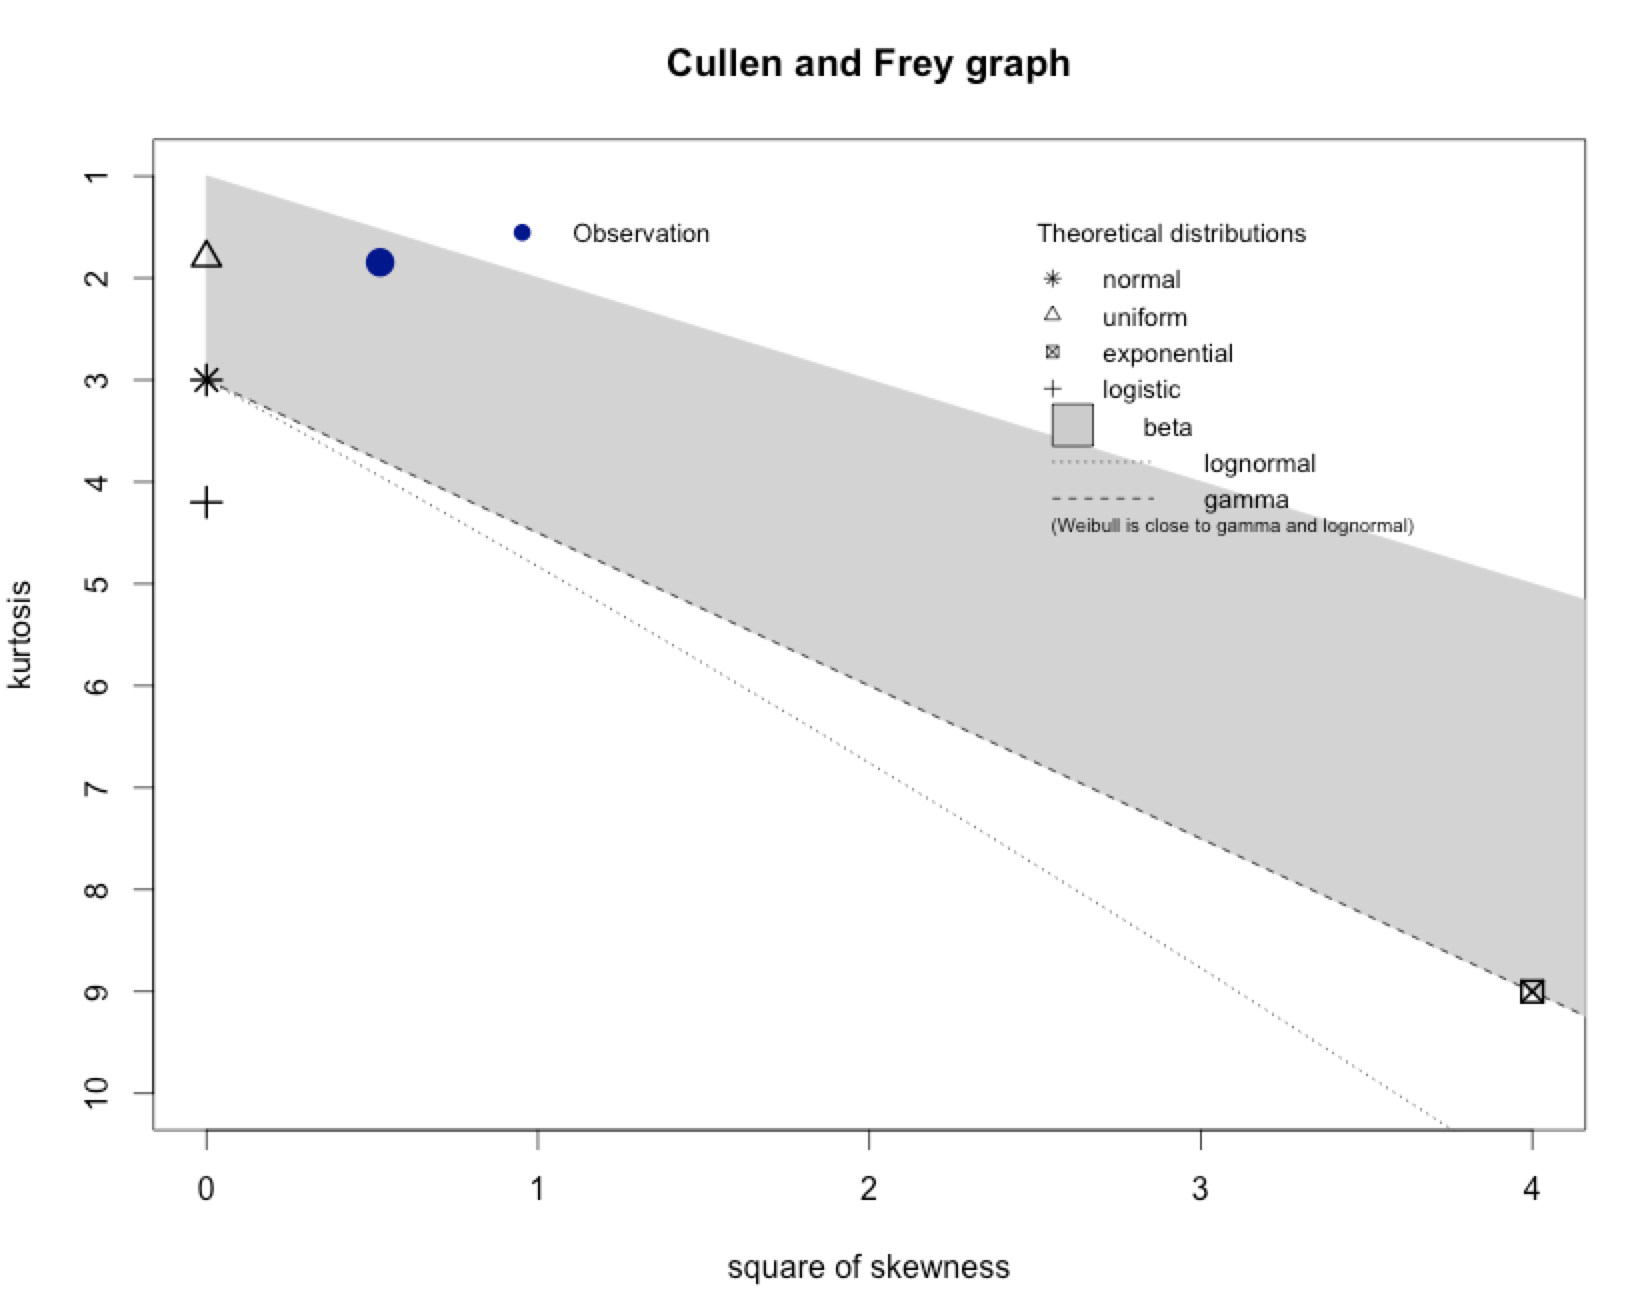 Cullen and Frey graph
kurtosis
1
2
3
4
5
6
7
8
9
10
Observation
Theoretical distributions
normal
uniform
exponential
logistic
beta
lognormal
gamma
(Weibull is close to gamma and lognormal)
0 1 2 3 4
square of skewness